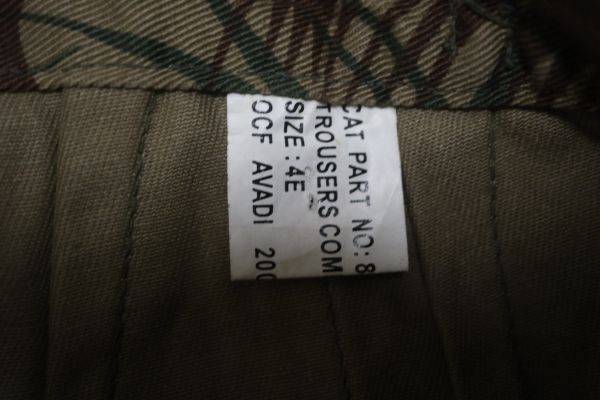 CAT PART NO: 8
TROUSERS COM
SIZE : 4E
OCF AVADI 200